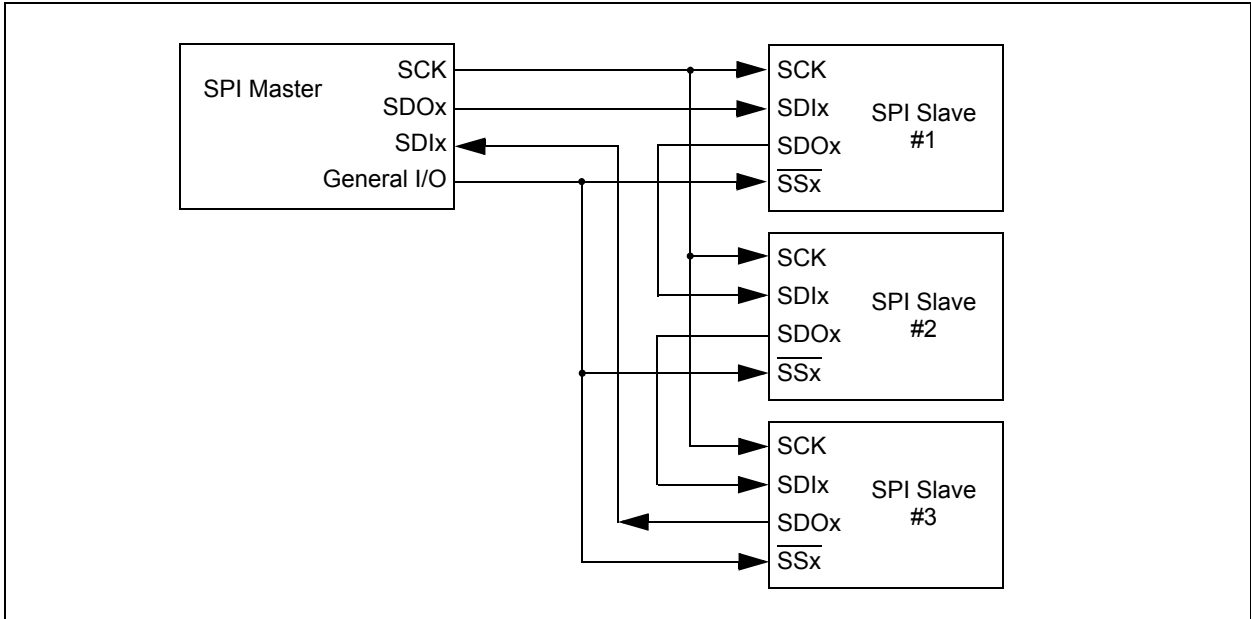 SPI Master
SCK
SDOx
SDIx
General I/O
SCK
SDIx
SDOx
SSx
SPI Slave
#1
SCK
SDIx
SDOx
SSx
SPI Slave
#2
SCK
SDIx
SDOx
SSx
SPI Slave
#3